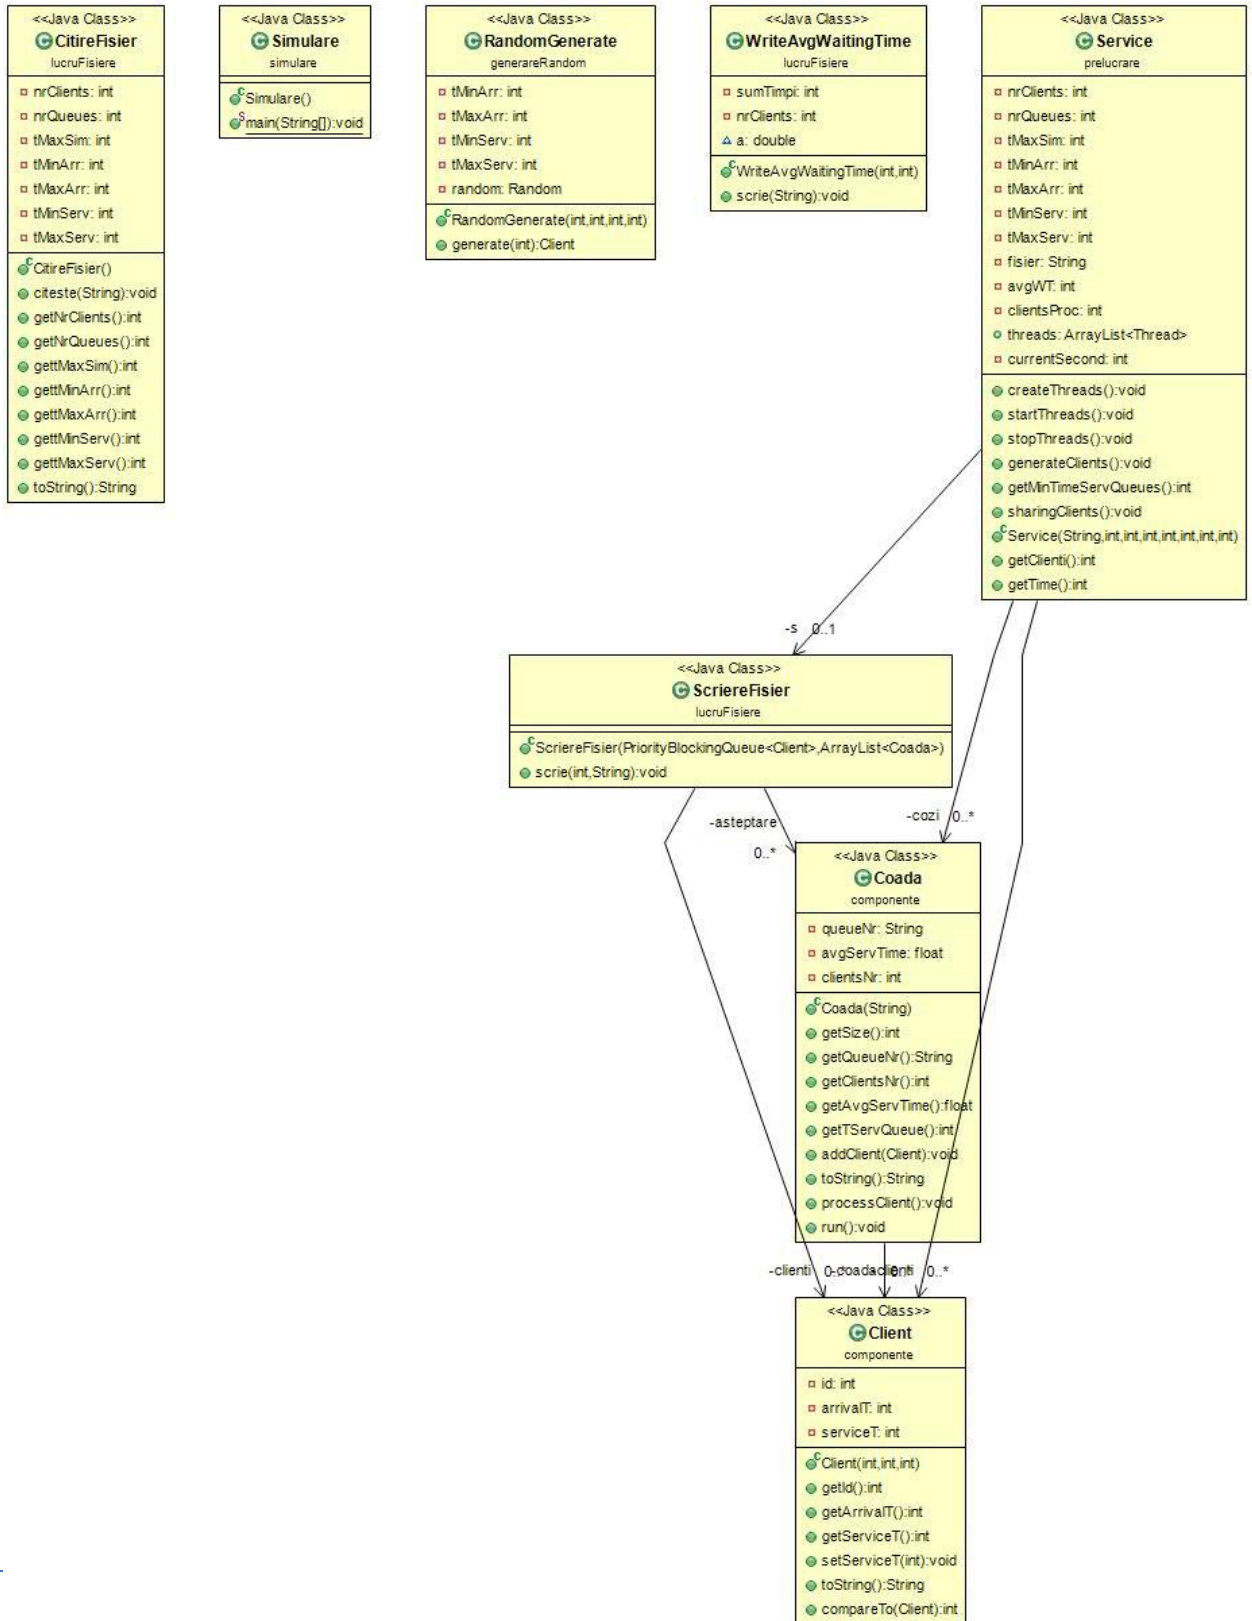 <<Java Class>>
CitireFisier
lucruFisiere
nrClients: int
nrQueues: int
tMaxSim: int
tMinArr: int
tMaxArr: int
tMinServ: int
tMaxServ: int
CitireFisier()
citeste(String):void
getNrClients():int
getNrQueues():int
gettMaxSim():int
gettMinArr():int
gettMaxArr():int
gettMinServ():int
gettMaxServ():int
toString():String
<<Java Class>>
Simulare
simulare
Simulare()
main(String[]):void
<<Java Class>>
RandomGenerate
generareRandom
tMinArr: int
tMaxArr: int
tMinServ: int
tMaxServ: int
random: Random
RandomGenerate(int,int,int,int)
generate(int):Client
<<Java Class>>
WriteAvgWaitingTime
lucruFisiere
sumTimpi: int
nrClients: int
a: double
WriteAvgWaitingTime(int,int)
scrie(String):void
<<Java Class>>
Service
prelucrare
nrClients: int
nrQueues: int
tMaxSim: int
tMinArr: int
tMaxArr: int
tMinServ: int
tMaxServ: int
fisier: String
avgWT: int
clientsProc: int
threads: ArrayList<Thread>
currentSecond: int
createThreads():void
startThreads():void
stopThreads():void
generateClients():void
getMinTimeServQueues():int
sharingClients():void
Service(String,int,int,int,int,int,int,int)
getClienti():int
getTime():int
-s 0..1
<<Java Class>>
ScriereFisier
lucruFisiere
ScriereFisier(PriorityBlockingQueue<Client>,ArrayList<Coada>)
scrie(int,String):void
-asteptare
0..*
-cozi 0..*
<<Java Class>>
Coada
componente
queueNr: String
avgServTime: float
clientsNr: int
Coada(String)
getSize():int
getQueueNr():String
getClientsNr():int
getAvgServTime():float
getTServQueue():int
addClient(Client):void
toString():String
processClient():void
run():void
-clienti 0..*
-coada 0..*
-clienti 0..*
<<Java Class>>
Client
componente
id: int
arrivalT: int
serviceT: int
Client(int,int,int)
getId():int
getArrivalT():int
getServiceT():int
setServiceT(int):void
toString():String
compareTo(Client):int